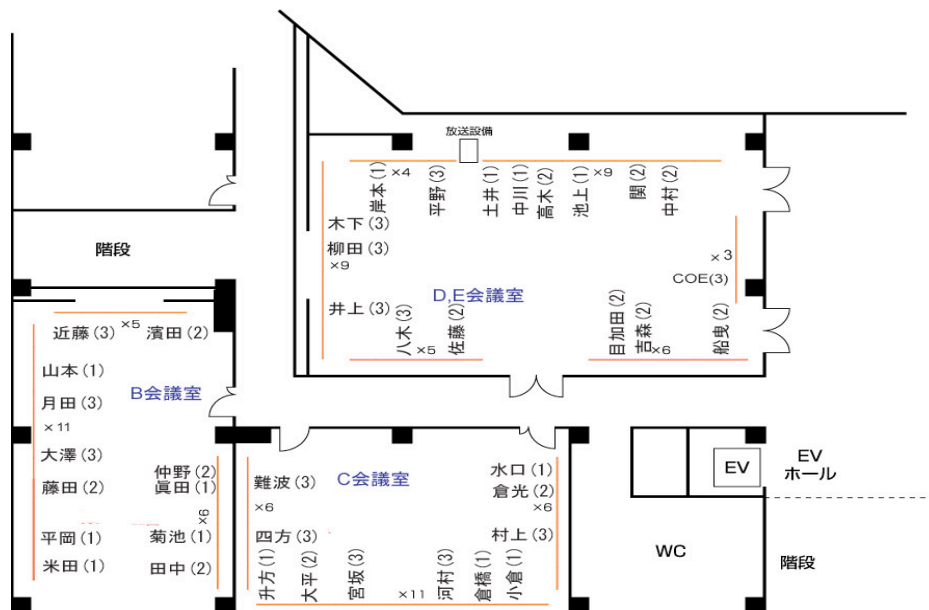 放送設備
岸本(1)
×4
平野(3)
土井(1)
中川(1)
高木(2)
池上(1)
×9
関(2)
中村(2)
木下(3)
柳田(3)
×9
井上(3)
D,E会議室
×3
COE(3)
八木(3)
×5
佐藤(2)
目加田(2)
吉森(2)
×6
船曳(2)
階段
近藤(3)
×5
濱田(2)
山本(1)
月田(3)
×11
大澤(3)
藤田(2)
平岡(1)
米田(1)
B会議室
仲野(2)
眞田(1)
×6
菊池(1)
田中(2)
難波(3)
×6
四方(3)
C会議室
水口(1)
倉光(2)
×6
村上(3)
升方(1)
大平(2)
宮坂(3)
×11
河村(3)
倉橋(1)
小倉(1)
EV
EV
ホール
WC
階段